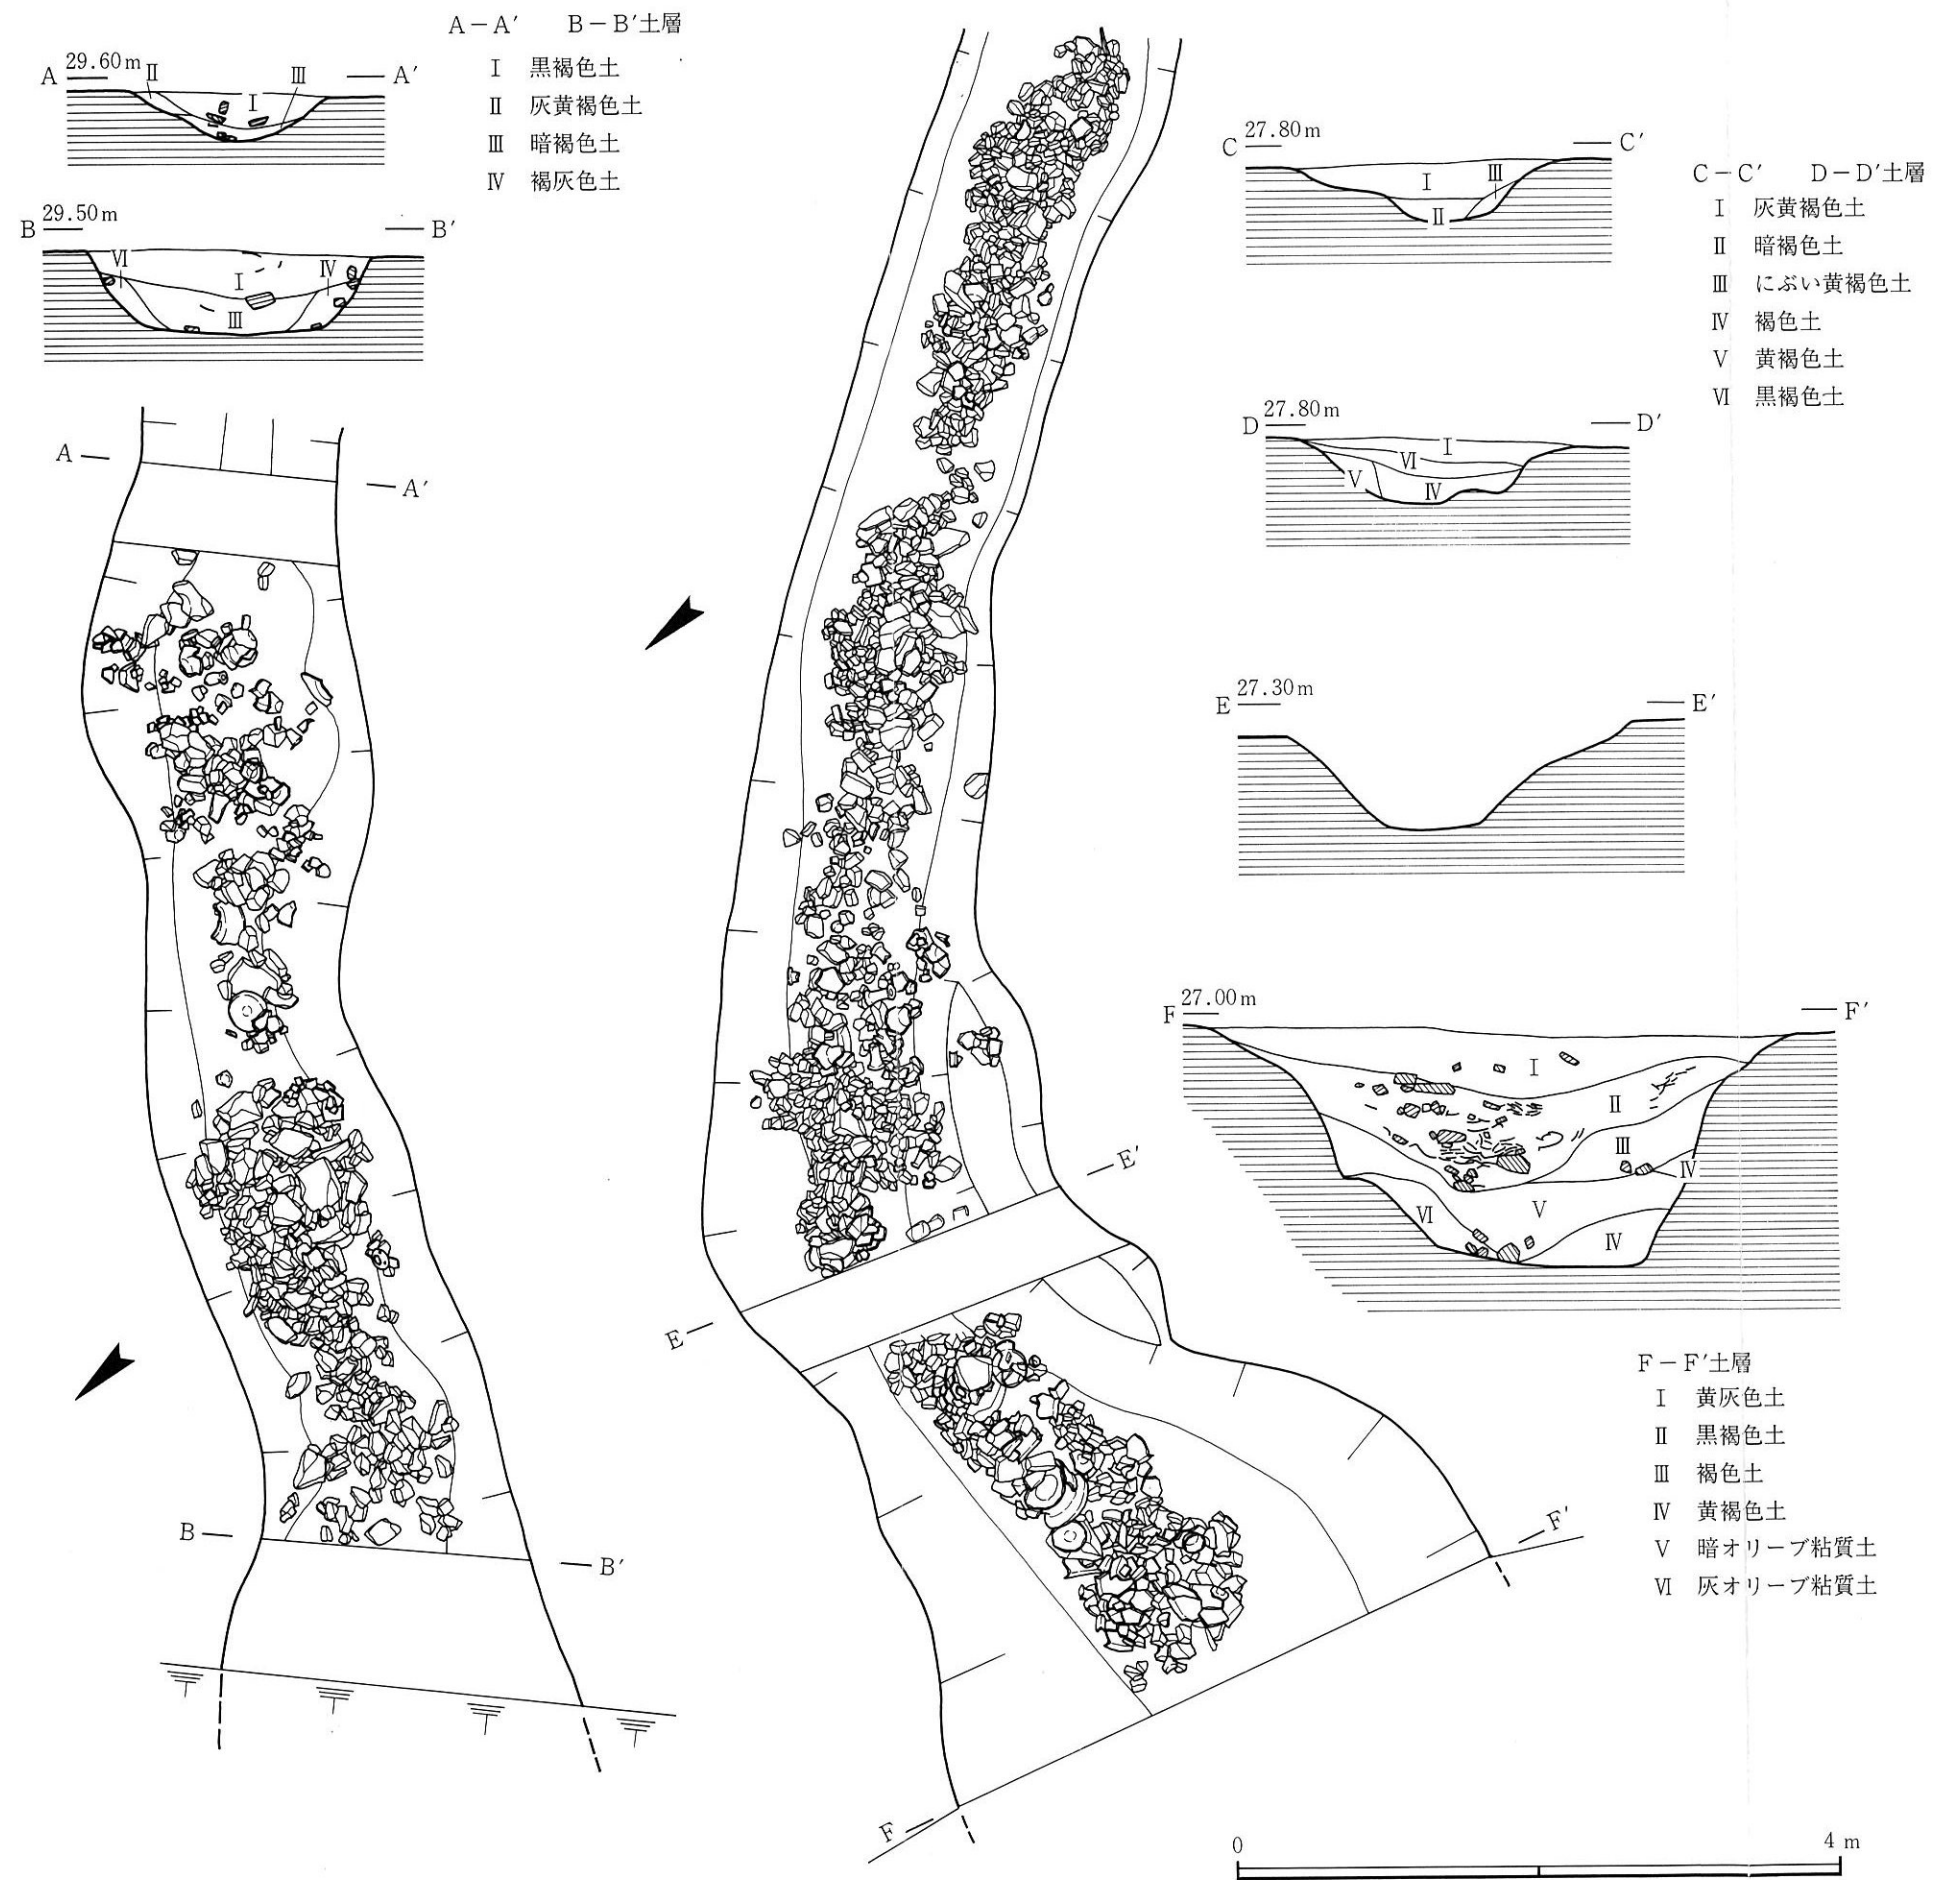 A－A′　B－B′土層
Ⅰ　黒褐色土
Ⅱ　灰黄褐色土
Ⅲ　暗褐色土
Ⅳ　褐灰色土
A 29.60m A′
Ⅱ Ⅰ Ⅲ
B 29.50m B′
Ⅵ Ⅰ Ⅳ
Ⅲ
A A′
B B′
E E′
F F′
C 27.80m C′
Ⅰ Ⅲ
Ⅱ
C－C′　D－D′土層
Ⅰ　灰黄褐色土
Ⅱ　暗褐色土
Ⅲ　にぶい黄褐色土
Ⅳ　褐色土
Ⅴ　黄褐色土
Ⅵ　黒褐色土
D 27.80m D′
Ⅰ
Ⅵ
Ⅴ Ⅳ
E 27.30m E′
F 27.00m F′
Ⅰ
Ⅱ
Ⅲ
Ⅳ
Ⅴ
Ⅵ
Ⅳ
F－F′土層
Ⅰ　黄灰色土
Ⅱ　黒褐色土
Ⅲ　褐色土
Ⅳ　黄褐色土
Ⅴ　暗オリーブ粘質土
Ⅵ　灰オリーブ粘質土
0 4 m